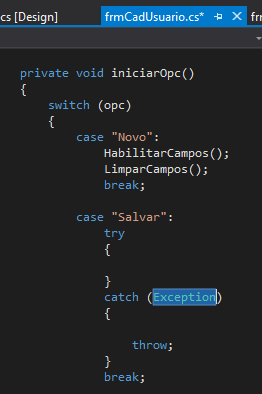 cs [Design]
frmCadUsuario.cs*
private void iniciarOpc()
{
switch (opc)
{
case "Novo":
HabilitarCampos();
LimparCampos();
break;
case "Salvar":
try
{
}
catch (Exception)
{
throw;
}
break;